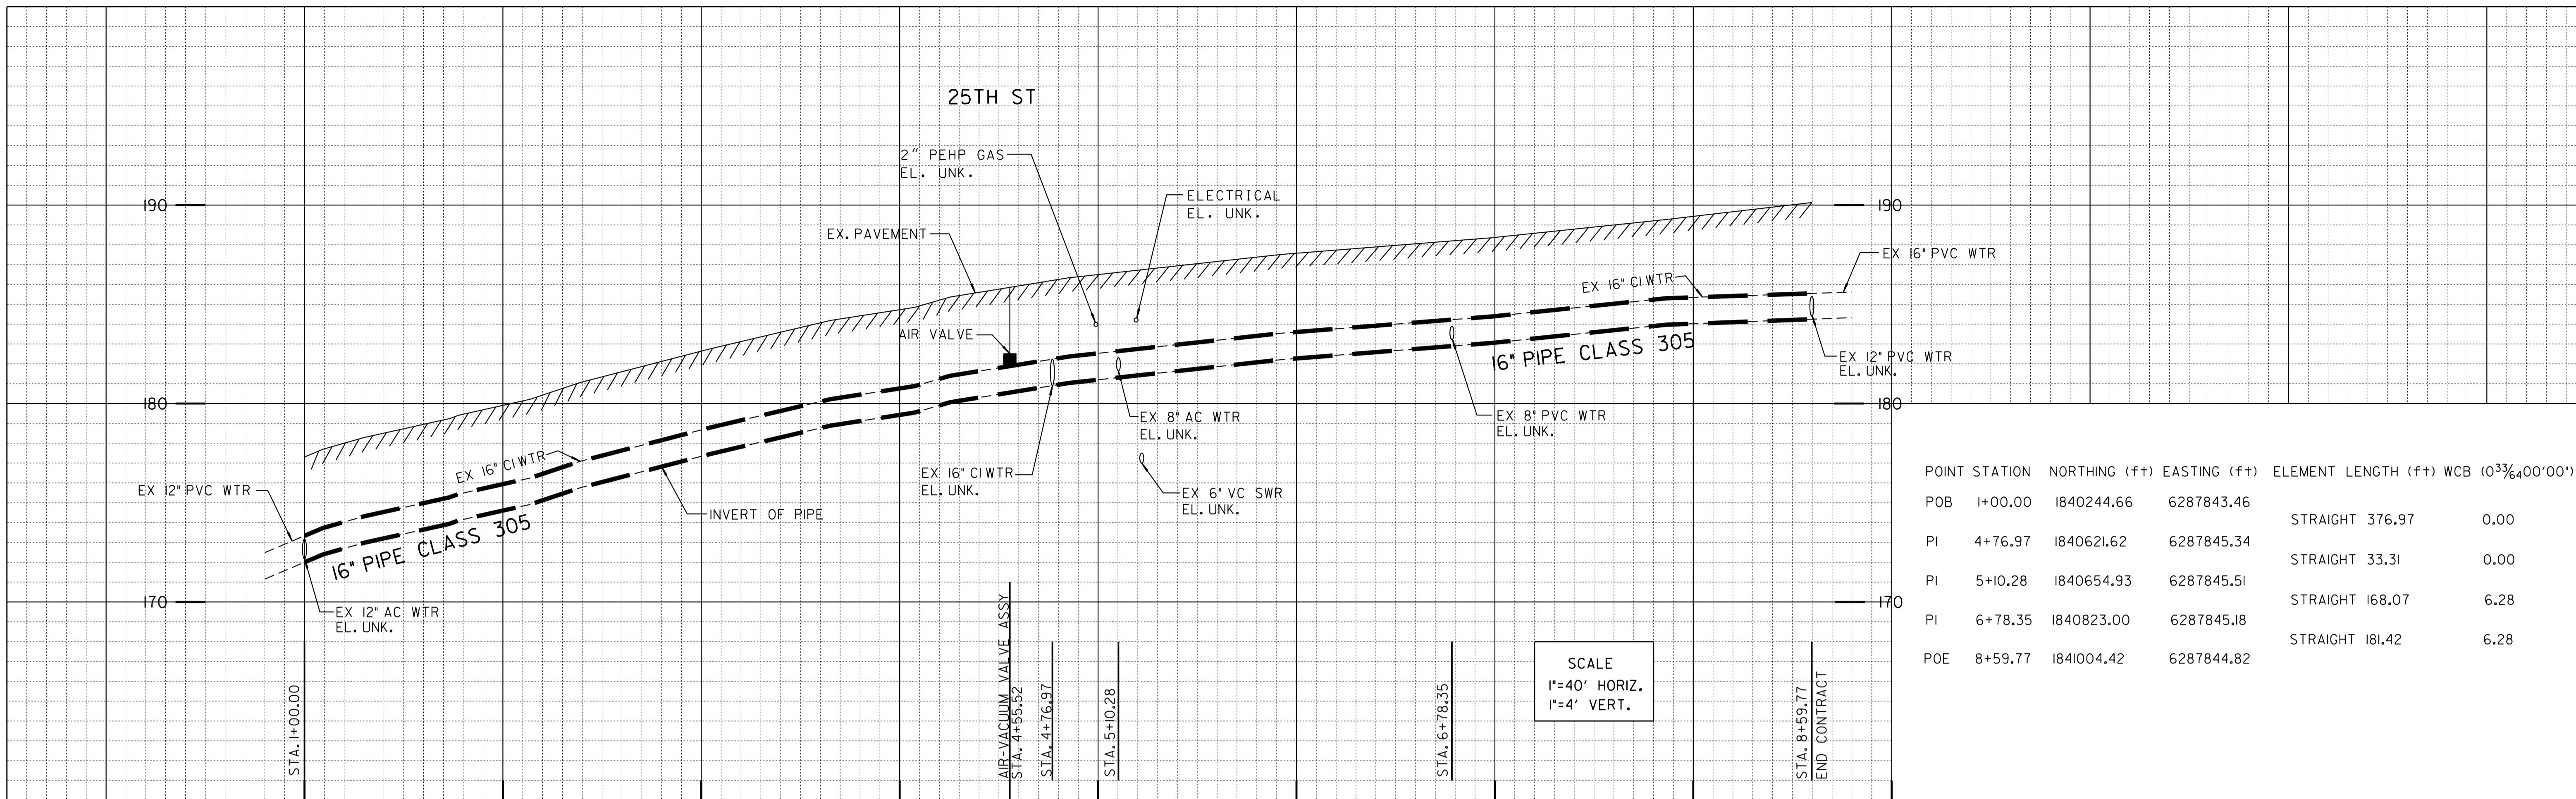 25TH ST
2" PEHP GAS
EL. UNK.
ELECTRICAL
EL. UNK.
190
EX. PAVEMENT
190
EX 16" PVC WTR
EX 16" CI WTR
AIR VALVE
16" PIPE CLASS 305
EX 12" PVC WTR
EL. UNK.
180
180
EX 8" AC WTR
EL. UNK.
EX 8" PVC WTR
EL. UNK.
EX 16" CI WTR
EX 16" CI WTR
EL. UNK.
EX 12" PVC WTR
EX 6" VC SWR
EL. UNK.
INVERT OF PIPE
16" PIPE CLASS 305
170
170
EX 12" AC WTR
EL. UNK.
STA. 1+00.00
AIR-VACUUM VALVE ASSY
STA. 4+55.52
STA. 4+76.97
STA. 5+10.28
STA. 6+78.35
SCALE
1"=40' HORIZ.
1"=4' VERT.
STA. 8+59.77
END CONTRACT
POINT STATION NORTHING (ft) EASTING (ft) ELEMENT LENGTH (ft) WCB (0³³⁄₆₄00'00")
POB 1+00.00 1840244.66 6287843.46
STRAIGHT 376.97 0.00
PI 4+76.97 1840621.62 6287845.34
STRAIGHT 33.31 0.00
PI 5+10.28 1840654.93 6287845.51
STRAIGHT 168.07 6.28
PI 6+78.35 1840823.00 6287845.18
STRAIGHT 181.42 6.28
POE 8+59.77 1841004.42 6287844.82